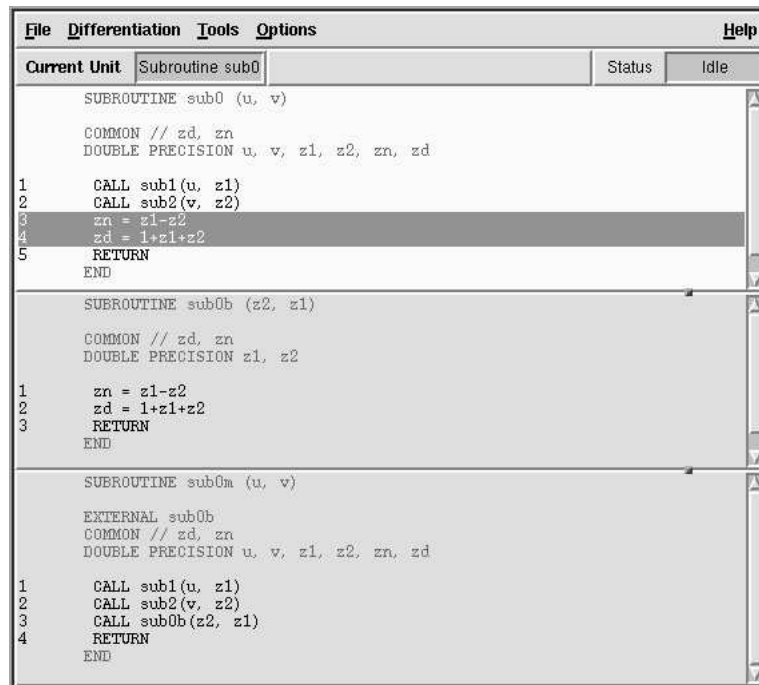 File Differentiation Tools Options Help
Current Unit Subroutine sub0 Status Idle
SUBROUTINE sub0 (u, v)
COMMON // zd, zn
DOUBLE PRECISION u, v, z1, z2, zn, zd
1 CALL sub1(u, z1)
2 CALL sub2(v, z2)
3 zn = z1-z2
4 zd = 1+z1+z2
5 RETURN
END
SUBROUTINE sub0b (z2, z1)
COMMON // zd, zn
DOUBLE PRECISION z1, z2
1 zn = z1-z2
2 zd = 1+z1+z2
3 RETURN
END
SUBROUTINE sub0m (u, v)
EXTERNAL sub0b
COMMON // zd, zn
DOUBLE PRECISION u, v, z1, z2, zn, zd
1 CALL sub1(u, z1)
2 CALL sub2(v, z2)
3 CALL sub0b(z2, z1)
4 RETURN
END